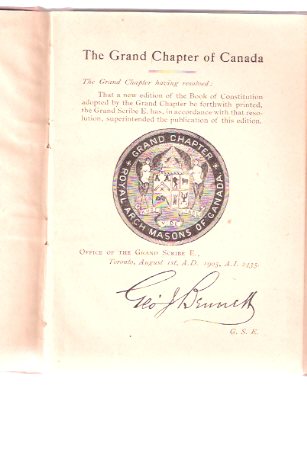 The Grand Chapter of Canada
The Grand Chapter having resolved:
That a new edition of the Book of Constitution
adopted by the Grand Chapter be forthwith printed,
the Grand Scribe E. has, in accordance with that reso-
lution, superintended the publication of this edition.
GRAND CHAPTER
ROYAL ARCH MASONS OF CANADA
OFFICE OF THE GRAND SCRIBE E.,
Toronto, August 1st, A.D. 1905, A.I. 2435.
Geo J Bennett
G. S. E.